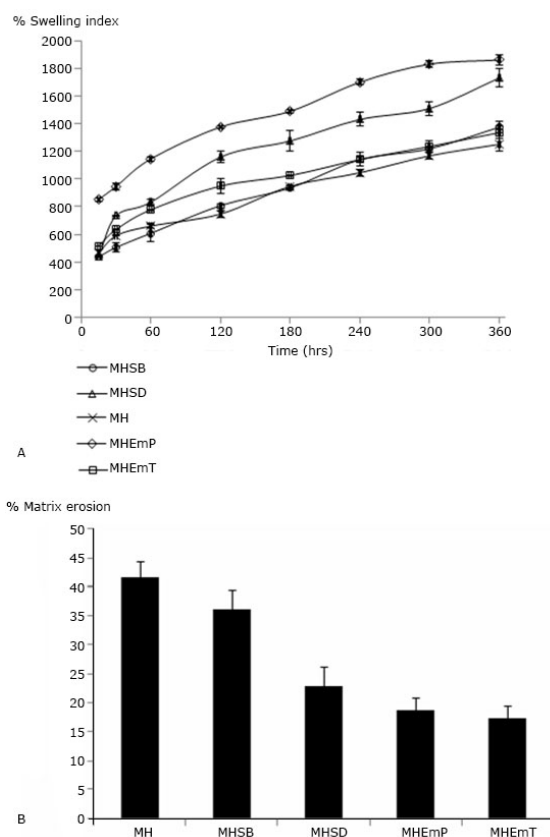 % Swelling index
2000
1800
1600
1400
1200
1000
800
600
400
200
0
0 60 120 180 240 300 360
Time (hrs)
MHSB
MHSD
MH
MHEmP
A
MHEmT
% Matrix erosion
50
45
40
35
30
25
20
15
10
5
0
B
MH MHSB MHSD MHEmP MHEmT